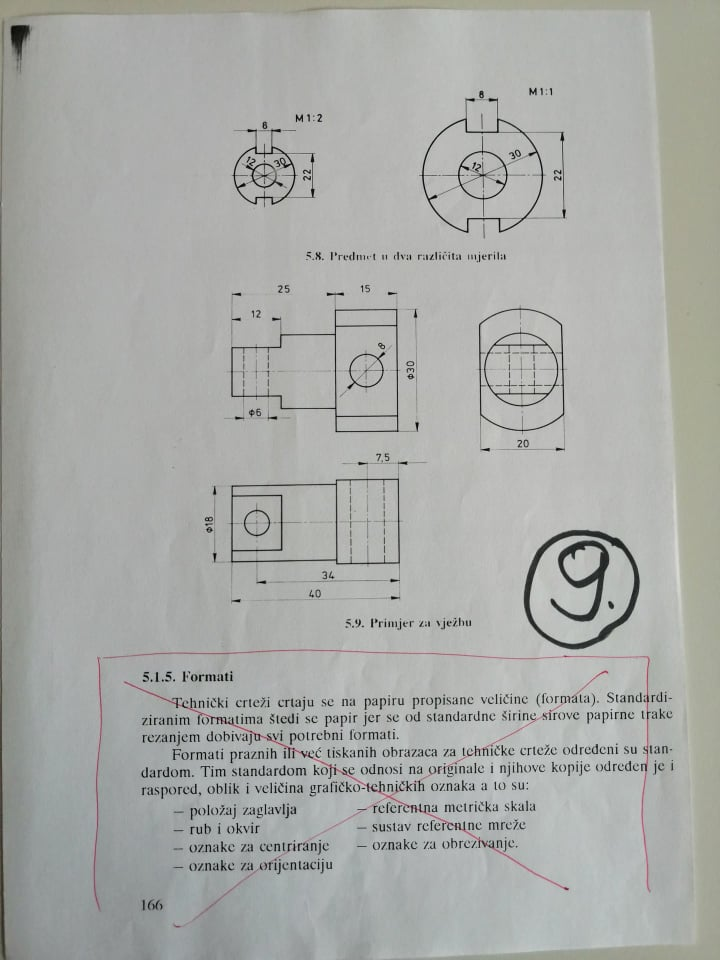 M 1:1
8
M 1:2
8
12
30
22
12
30
22
5.8. Predmet u dva različita mjerila
25
15
12
8
ϕ30
ϕ6
20
7,5
ϕ18
34
40
9.
5.9. Primjer za vježbu
5.1.5. Formati
Tehnički crteži crtaju se na papiru propisane veličine (formata). Standardi-
ziranim formatima štedi se papir jer se od standardne širine sirove papirne trake
rezanjem dobivaju svi potrebni formati.
Formati praznih ili već tiskanih obrazaca za tehničke crteže određeni su stan-
dardom. Tim standardom koji se odnosi na originale i njihove kopije određen je i
raspored, oblik i veličina grafičko-tehničkih oznaka a to su:
– položaj zaglavlja
– rub i okvir
– oznake za centriranje
– oznake za orijentaciju
– referentna metrička skala
– sustav referentne mreže
– oznake za obrezivanje.
166